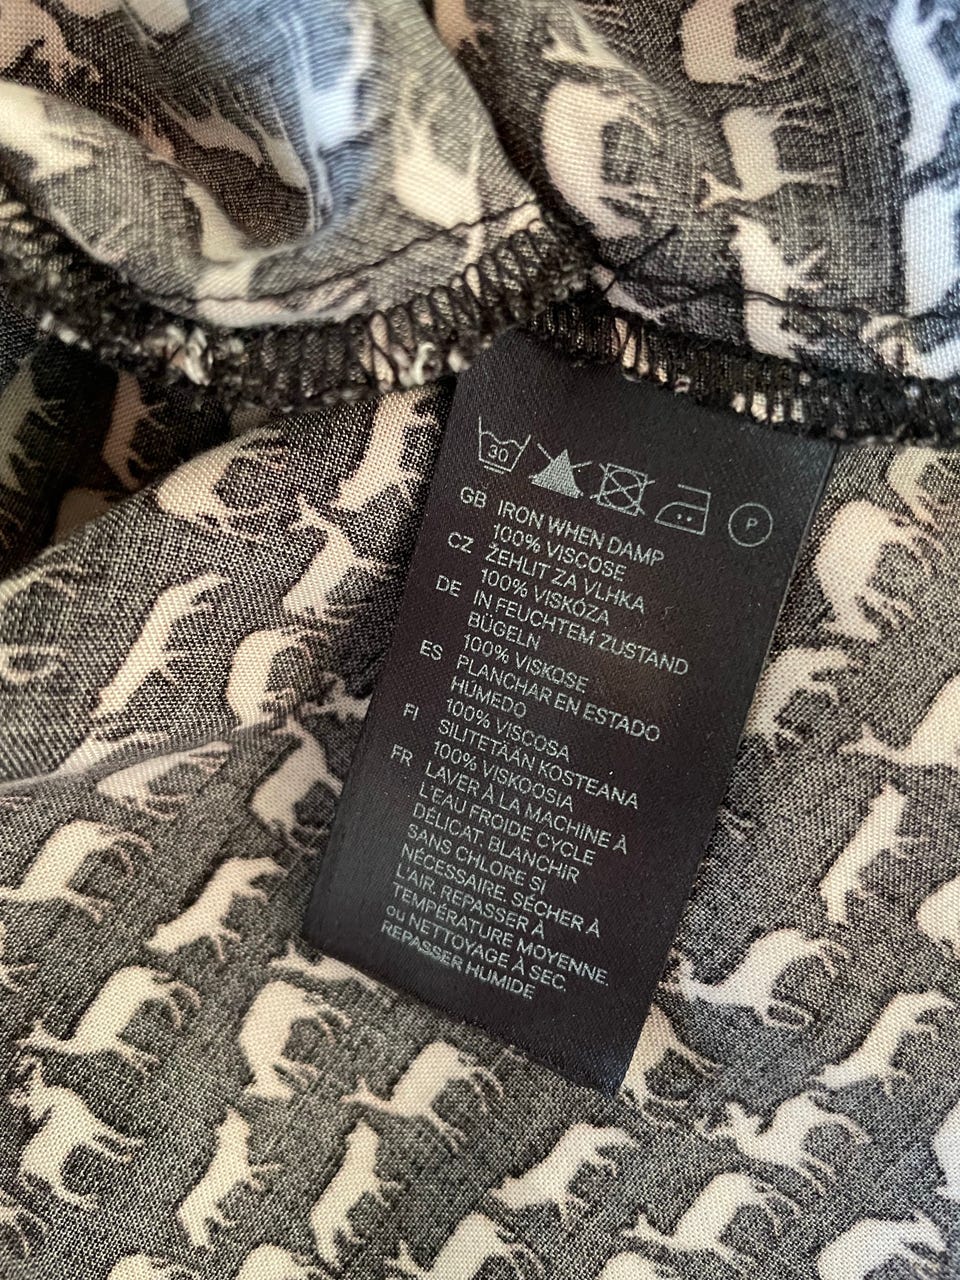 30
P
GB IRON WHEN DAMP
100% VISCOSE
CZ ŽEHLIT ZA VLHKA
100% VISKÓZA
DE IN FEUCHTEM ZUSTAND
BÜGELN
100% VISKOSE
ES PLANCHAR EN ESTADO
HÚMEDO
100% VISCOSA
FI SILITETÄÄN KOSTEANA
100% VISKOOSIA
FR LAVER À LA MACHINE À
L'EAU FROIDE CYCLE
DÉLICAT. BLANCHIR
SANS CHLORE SI
NÉCESSAIRE. SÉCHER À
L'AIR. REPASSER À
TEMPÉRATURE MOYENNE.
ou NETTOYAGE À SEC.
REPASSER HUMIDE